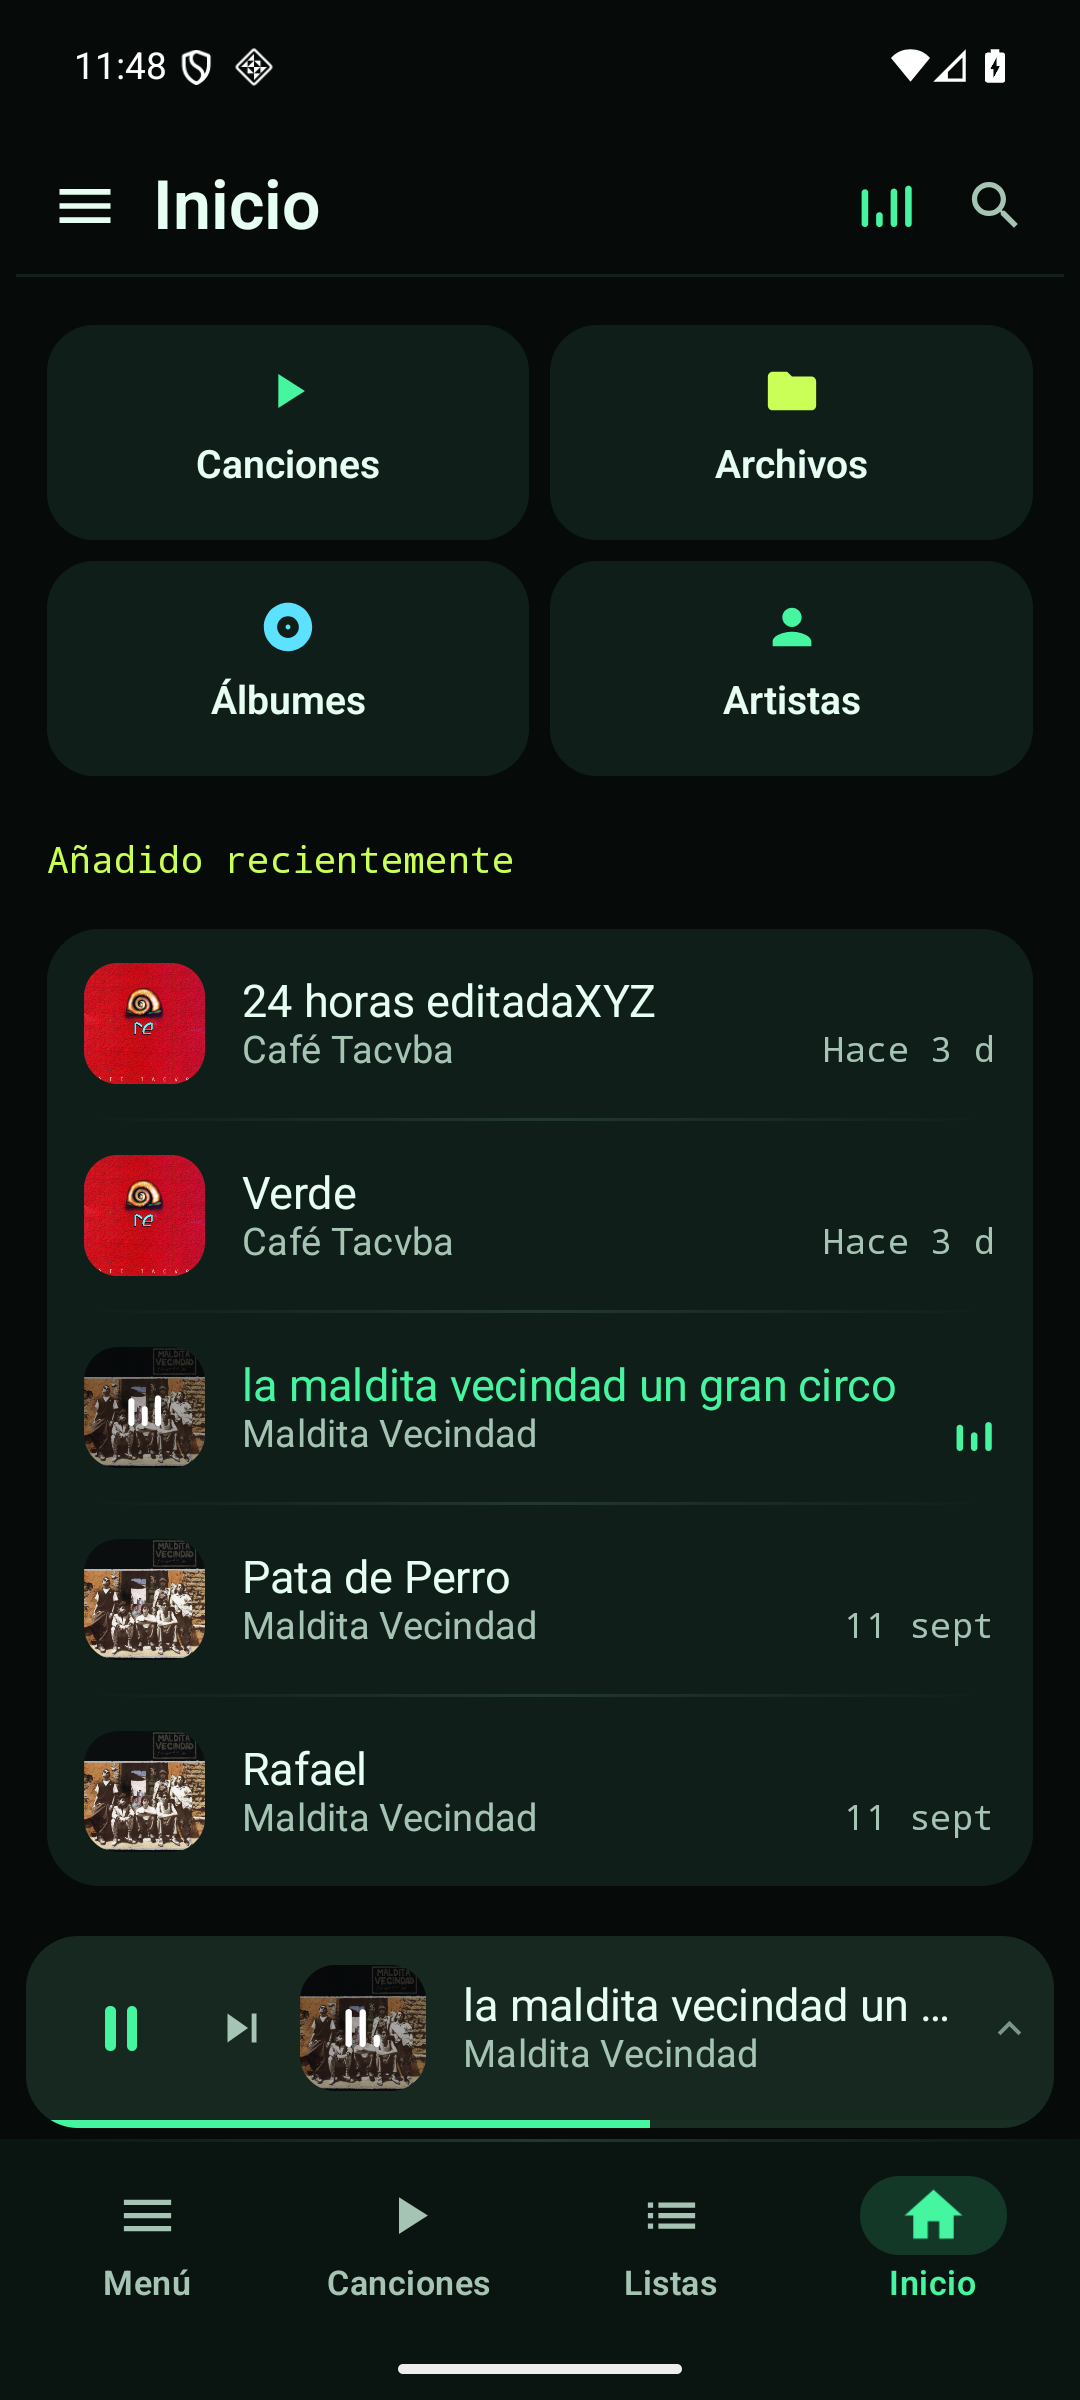 11:48
Inicio
Canciones
Archivos
Álbumes
Artistas
Añadido recientemente
24 horas editadaXYZ
Café Tacvba
Hace 3 d
Verde
Café Tacvba
Hace 3 d
la maldita vecindad un gran circo
Maldita Vecindad
Pata de Perro
Maldita Vecindad
11 sept
Rafael
Maldita Vecindad
11 sept
la maldita vecindad un ...
Maldita Vecindad
Menú
Canciones
Listas
Inicio